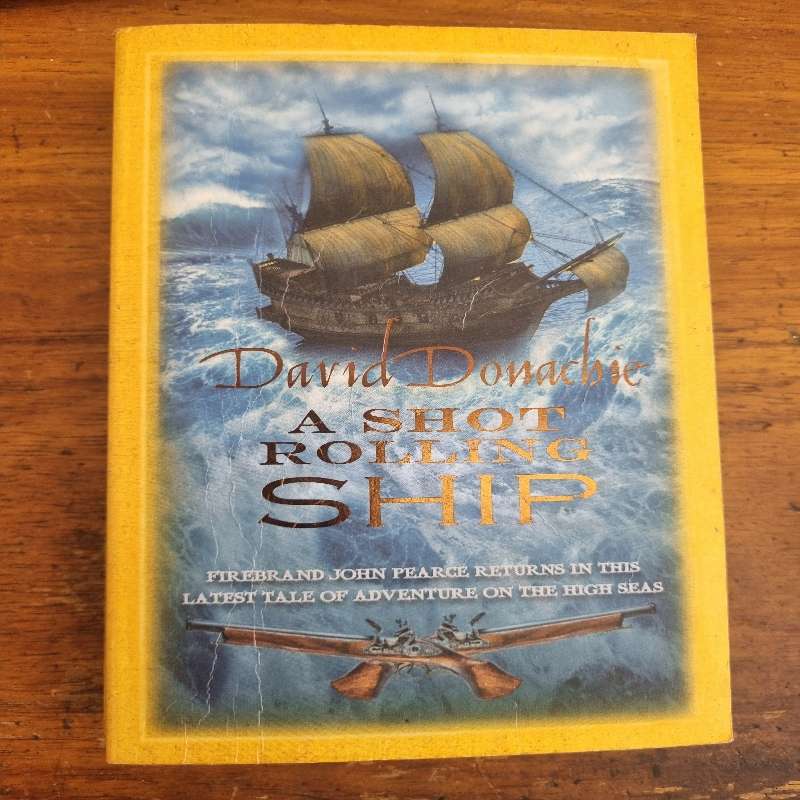 David Donachie
A SHOT
ROLLING
SHIP
FIREBRAND JOHN PEARCE RETURNS IN THIS
LATEST TALE OF ADVENTURE ON THE HIGH SEAS